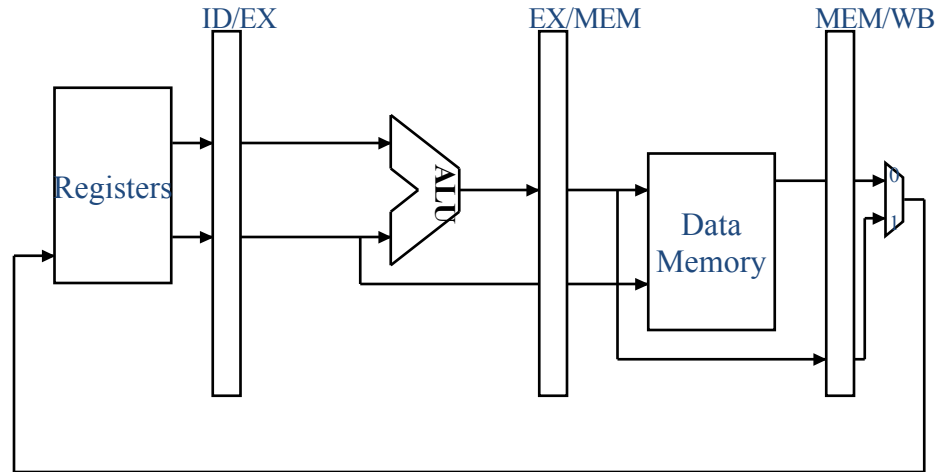 ID/EX
EX/MEM
MEM/WB
Registers
ALU
Data
Memory
0
1